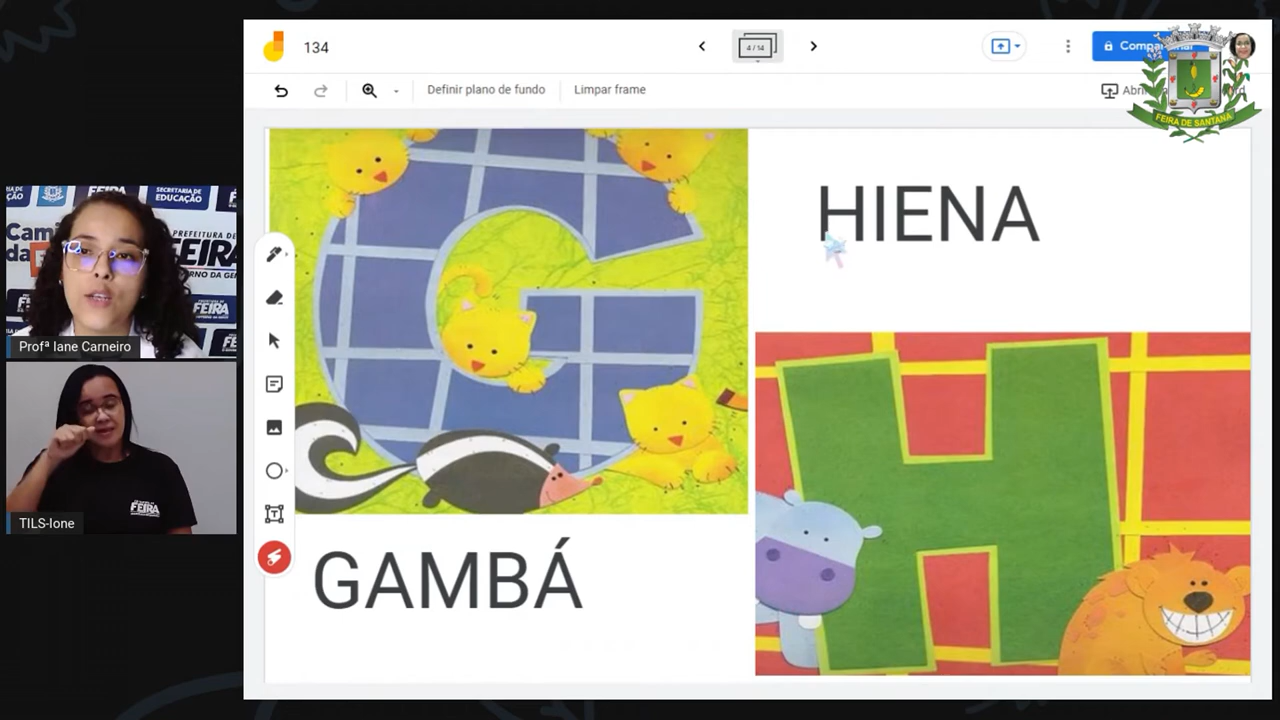 134
4/14
Definir plano de fundo
Limpar frame
FEIRA DE SANTANA
HIENA
GAMBÁ
SECRETARIA DE
EDUCAÇÃO
PREFEITURA DE
FEIRA
Profª Iane Carneiro
FEIRA
TILS-Ione